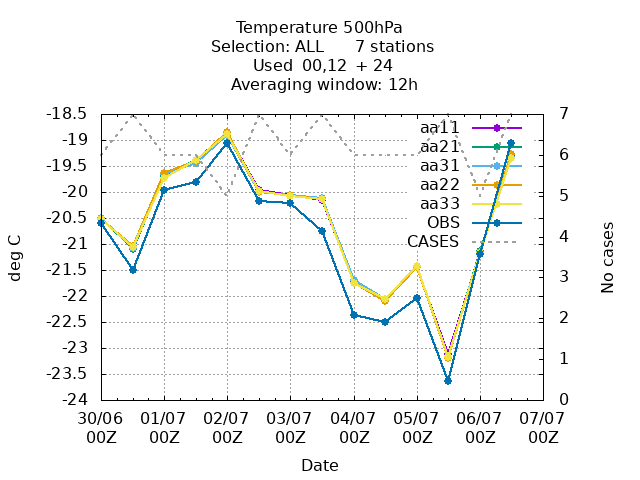 Temperature 500hPa
Selection: ALL 7 stations
Used 00,12 + 24
Averaging window: 12h
-18.5
-19
-19.5
-20
-20.5
-21
-21.5
-22
-22.5
-23
-23.5
-24
deg C
7
6
5
4
3
2
1
0
No cases
aa11
aa21
aa31
aa22
aa33
OBS
CASES
30/06 01/07 02/07 03/07 04/07 05/07 06/07 07/07
00Z 00Z 00Z 00Z 00Z 00Z 00Z 00Z
Date